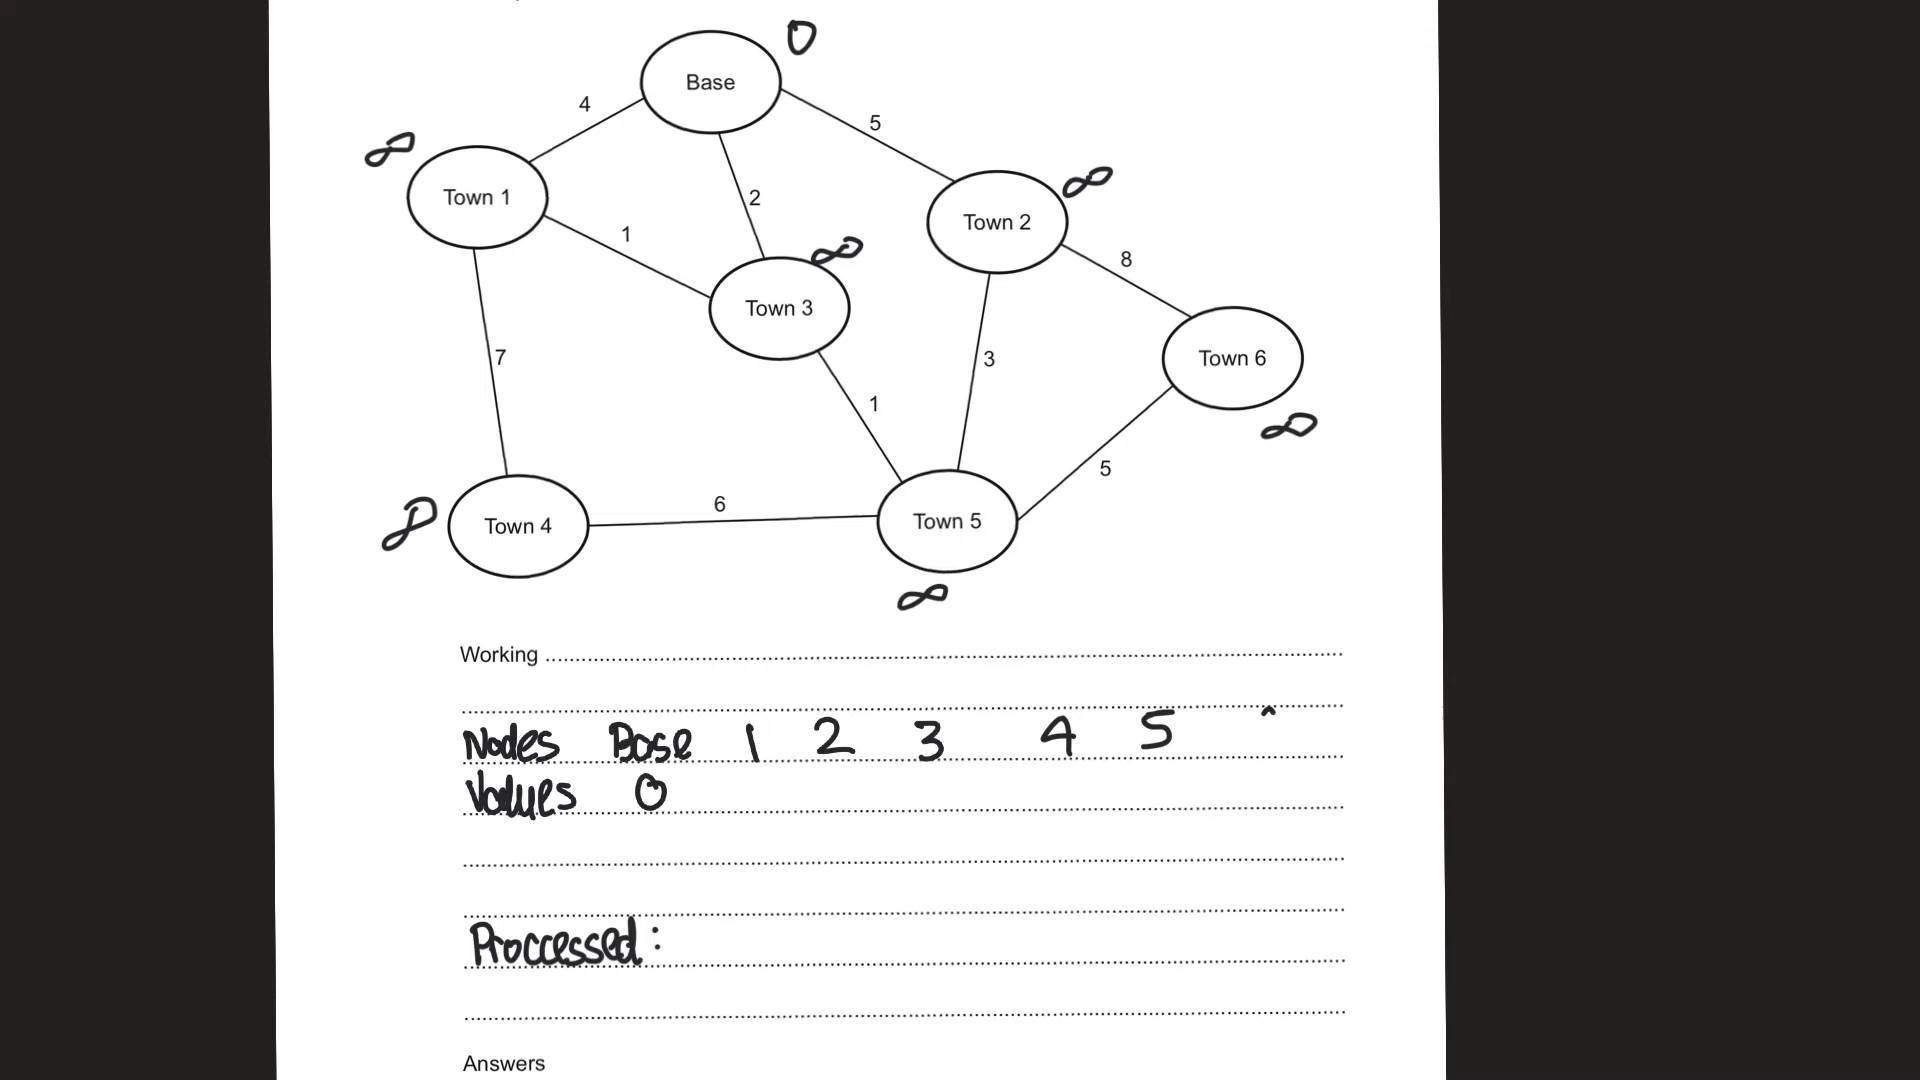 0
Base
4
5
∞
Town 1
2
∞
Town 2
1
∞
8
Town 3
7
3
Town 6
1
∞
5
6
∞
Town 4
Town 5
∞
Working
Nodes Base 1 2 3 4 5
Values 0
Proccessed:
Answers